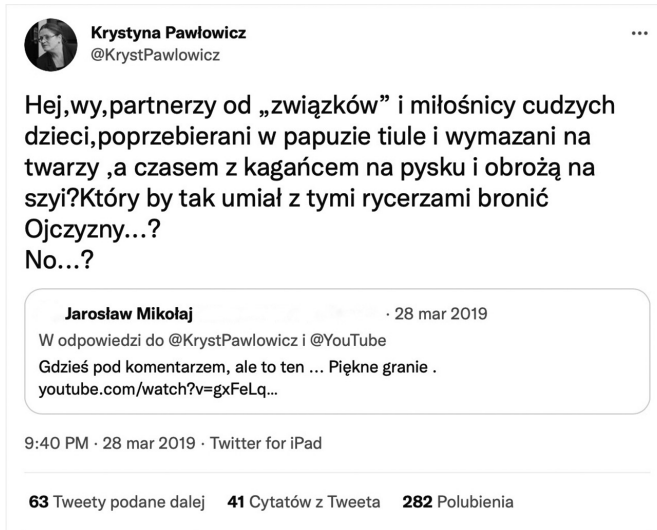 Krystyna Pawłowicz
@KrystPawlowicz
Hej,wy,partnerzy od „związków” i miłośnicy cudzych
dzieci,poprzebierani w papuzie tiule i wymazani na
twarzy ,a czasem z kagańcem na pysku i obrożą na
szyi?Który by tak umiał z tymi rycerzami bronić
Ojczyzny...?
No...?
Jarosław Mikołaj · 28 mar 2019
W odpowiedzi do @KrystPawlowicz i @YouTube
Gdzieś pod komentarzem, ale to ten ... Piękne granie .
youtube.com/watch?v=gxFeLq...
9:40 PM · 28 mar 2019 · Twitter for iPad
63 Tweety podane dalej 41 Cytatów z Tweeta 282 Polubienia